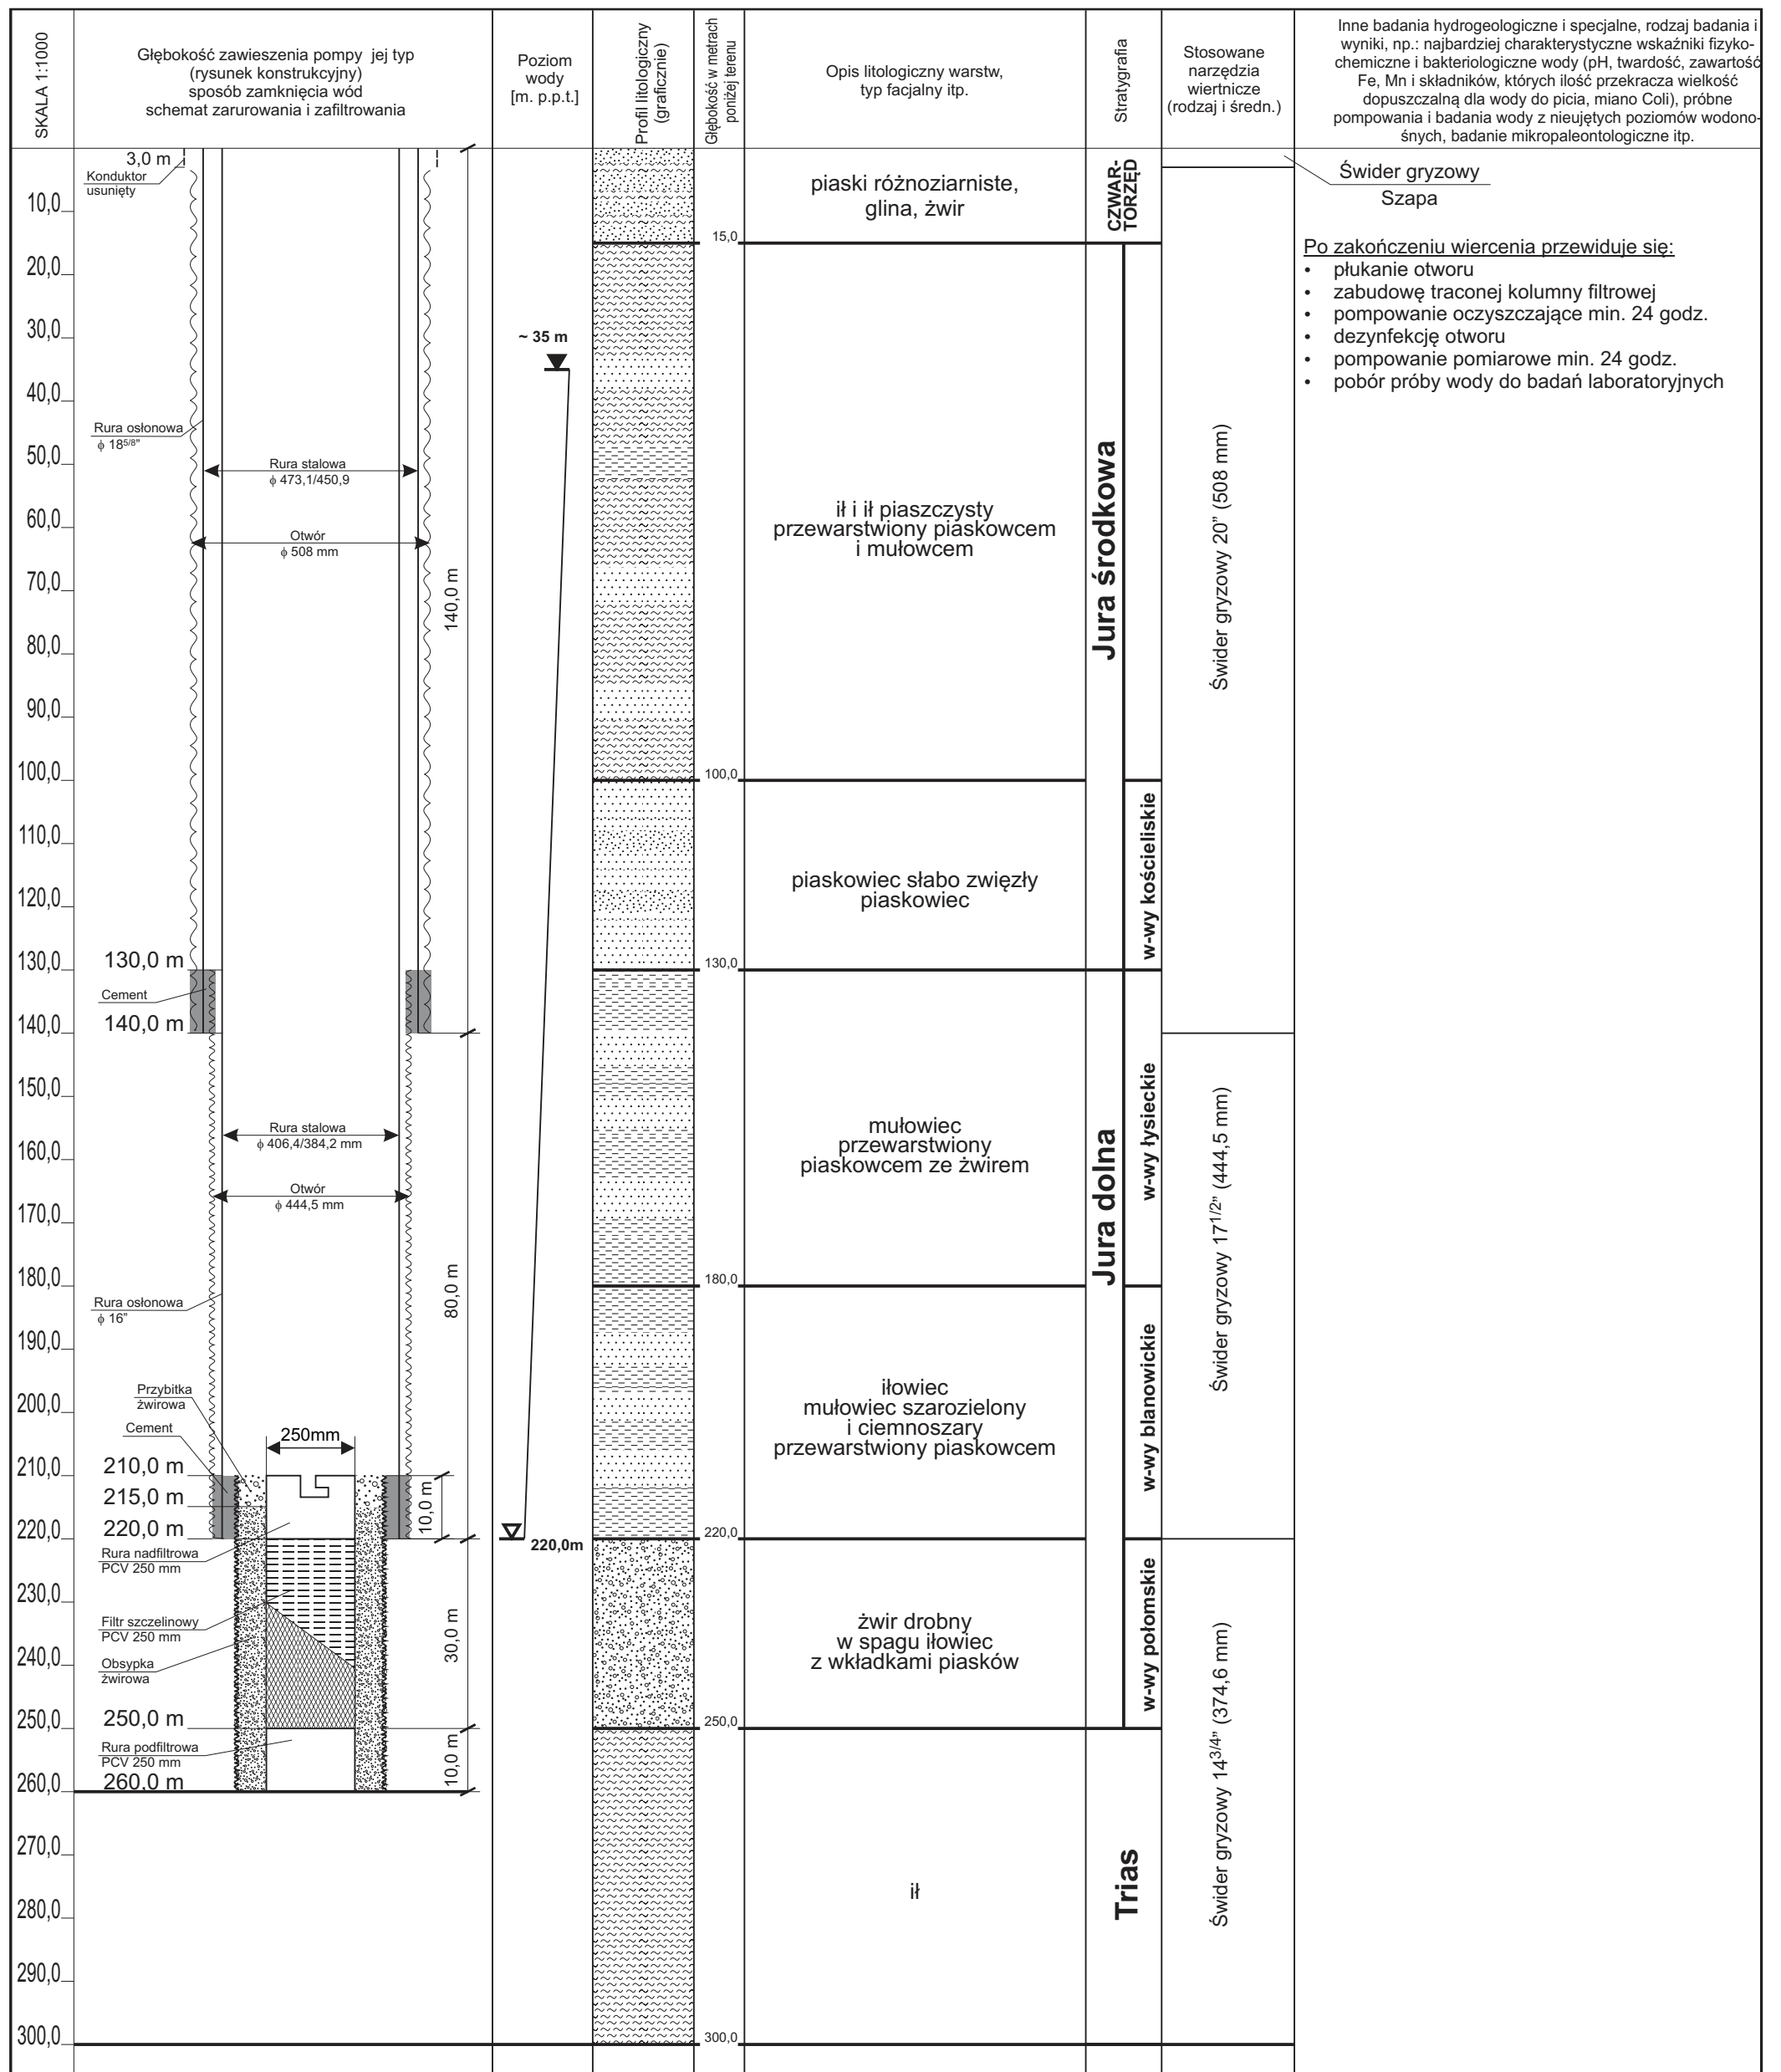 SKALA 1:1000
Głębokość zawieszenia pompy jej typ
(rysunek konstrukcyjny)
sposób zamknięcia wód
schemat zarurowania i zafiltrowania
Poziom
wody
[m. p.p.t.]
Profil litologiczny
(graficznie)
Głębokość w metrach
poniżej terenu
Opis litologiczny warstw,
typ facjalny itp.
Stratygrafia
Stosowane
narzędzia
wiertnicze
(rodzaj i średn.)
Inne badania hydrogeologiczne i specjalne, rodzaj badania i
wyniki, np.: najbardziej charakterystyczne wskaźniki fizyko-
chemiczne i bakteriologiczne wody (pH, twardość, zawartość
Fe, Mn i składników, których ilość przekracza wielkość
dopuszczalną dla wody do picia, miano Coli), próbne
pompowania i badania wody z nieujętych poziomów wodono-
śnych, badanie mikropaleontologiczne itp.
10,0
20,0
30,0
40,0
50,0
60,0
70,0
80,0
90,0
100,0
110,0
120,0
130,0
140,0
150,0
160,0
170,0
180,0
190,0
200,0
210,0
220,0
230,0
240,0
250,0
260,0
270,0
280,0
290,0
300,0
3,0 m
Konduktor
usunięty
Rura osłonowa
ϕ 18 5/8"
Rura stalowa
ϕ 473,1/450,9
Otwór
ϕ 508 mm
140,0 m
130,0 m
Cement
140,0 m
Rura stalowa
ϕ 406,4/384,2 mm
Otwór
ϕ 444,5 mm
80,0 m
Rura osłonowa
ϕ 16"
Przybitka
żwirowa
Cement
250mm
210,0 m
215,0 m
220,0 m
10,0 m
Rura nadfiltrowa
PCV 250 mm
Filtr szczelinowy
PCV 250 mm
Obsypka
żwirowa
30,0 m
250,0 m
Rura podfiltrowa
PCV 250 mm
260,0 m
10,0 m
~ 35 m
220,0m
15,0
100,0
130,0
180,0
220,0
250,0
300,0
piaski różnoziarniste,
glina, żwir
ił i ił piaszczysty
przewarstwiony piaskowcem
i mułowcem
piaskowiec słabo zwięzły
piaskowiec
mułowiec
przewarstwiony
piaskowcem ze żwirem
iłowiec
mułowiec szarozielony
i ciemnoszary
przewarstwiony piaskowcem
żwir drobny
w spagu iłowiec
z wkładkami piasków
ił
CZWAR-
TORZĘD
Jura środkowa
w-wy kościeliskie
Jura dolna
w-wy łysieckie
w-wy blanowickie
w-wy połomskie
Trias
Świder gryzowy 20" (508 mm)
Świder gryzowy 17 1/2" (444,5 mm)
Świder gryzowy 14 3/4" (374,6 mm)
Świder gryzowy
Szapa
Po zakończeniu wiercenia przewiduje się:
• płukanie otworu
• zabudowę traconej kolumny filtrowej
• pompowanie oczyszczające min. 24 godz.
• dezynfekcję otworu
• pompowanie pomiarowe min. 24 godz.
• pobór próby wody do badań laboratoryjnych